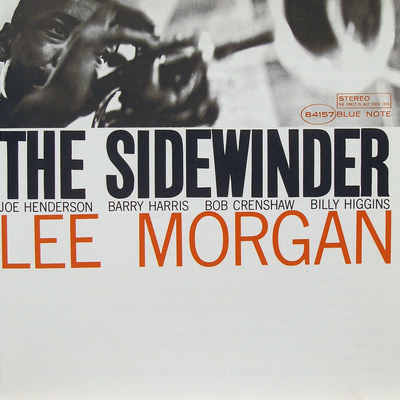 STEREO
84157 BLUE NOTE
THE SIDEWINDER
JOE HENDERSON BARRY HARRIS BOB CRENSHAW BILLY HIGGINS
LEE MORGAN